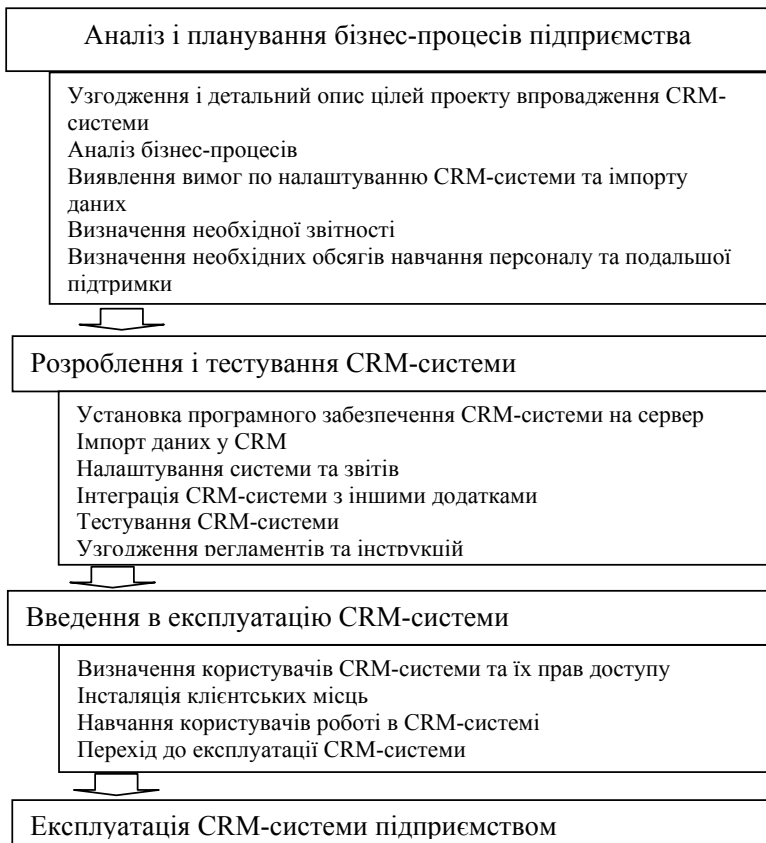 Аналіз і планування бізнес-процесів підприємства
Узгодження і детальний опис цілей проекту впровадження CRM-
системи
Аналіз бізнес-процесів
Виявлення вимог по налаштуванню CRM-системи та імпорту
даних
Визначення необхідної звітності
Визначення необхідних обсягів навчання персоналу та подальшої
підтримки
Розроблення і тестування CRM-системи
Установка програмного забезпечення CRM-системи на сервер
Імпорт даних у CRM
Налаштування системи та звітів
Інтеграція CRM-системи з іншими додатками
Тестування CRM-системи
Узгодження регламентів та інструкцій
Введення в експлуатацію CRM-системи
Визначення користувачів CRM-системи та їх прав доступу
Інсталяція клієнтських місць
Навчання користувачів роботі в CRM-системі
Перехід до експлуатації CRM-системи
Експлуатація CRM-системи підприємством